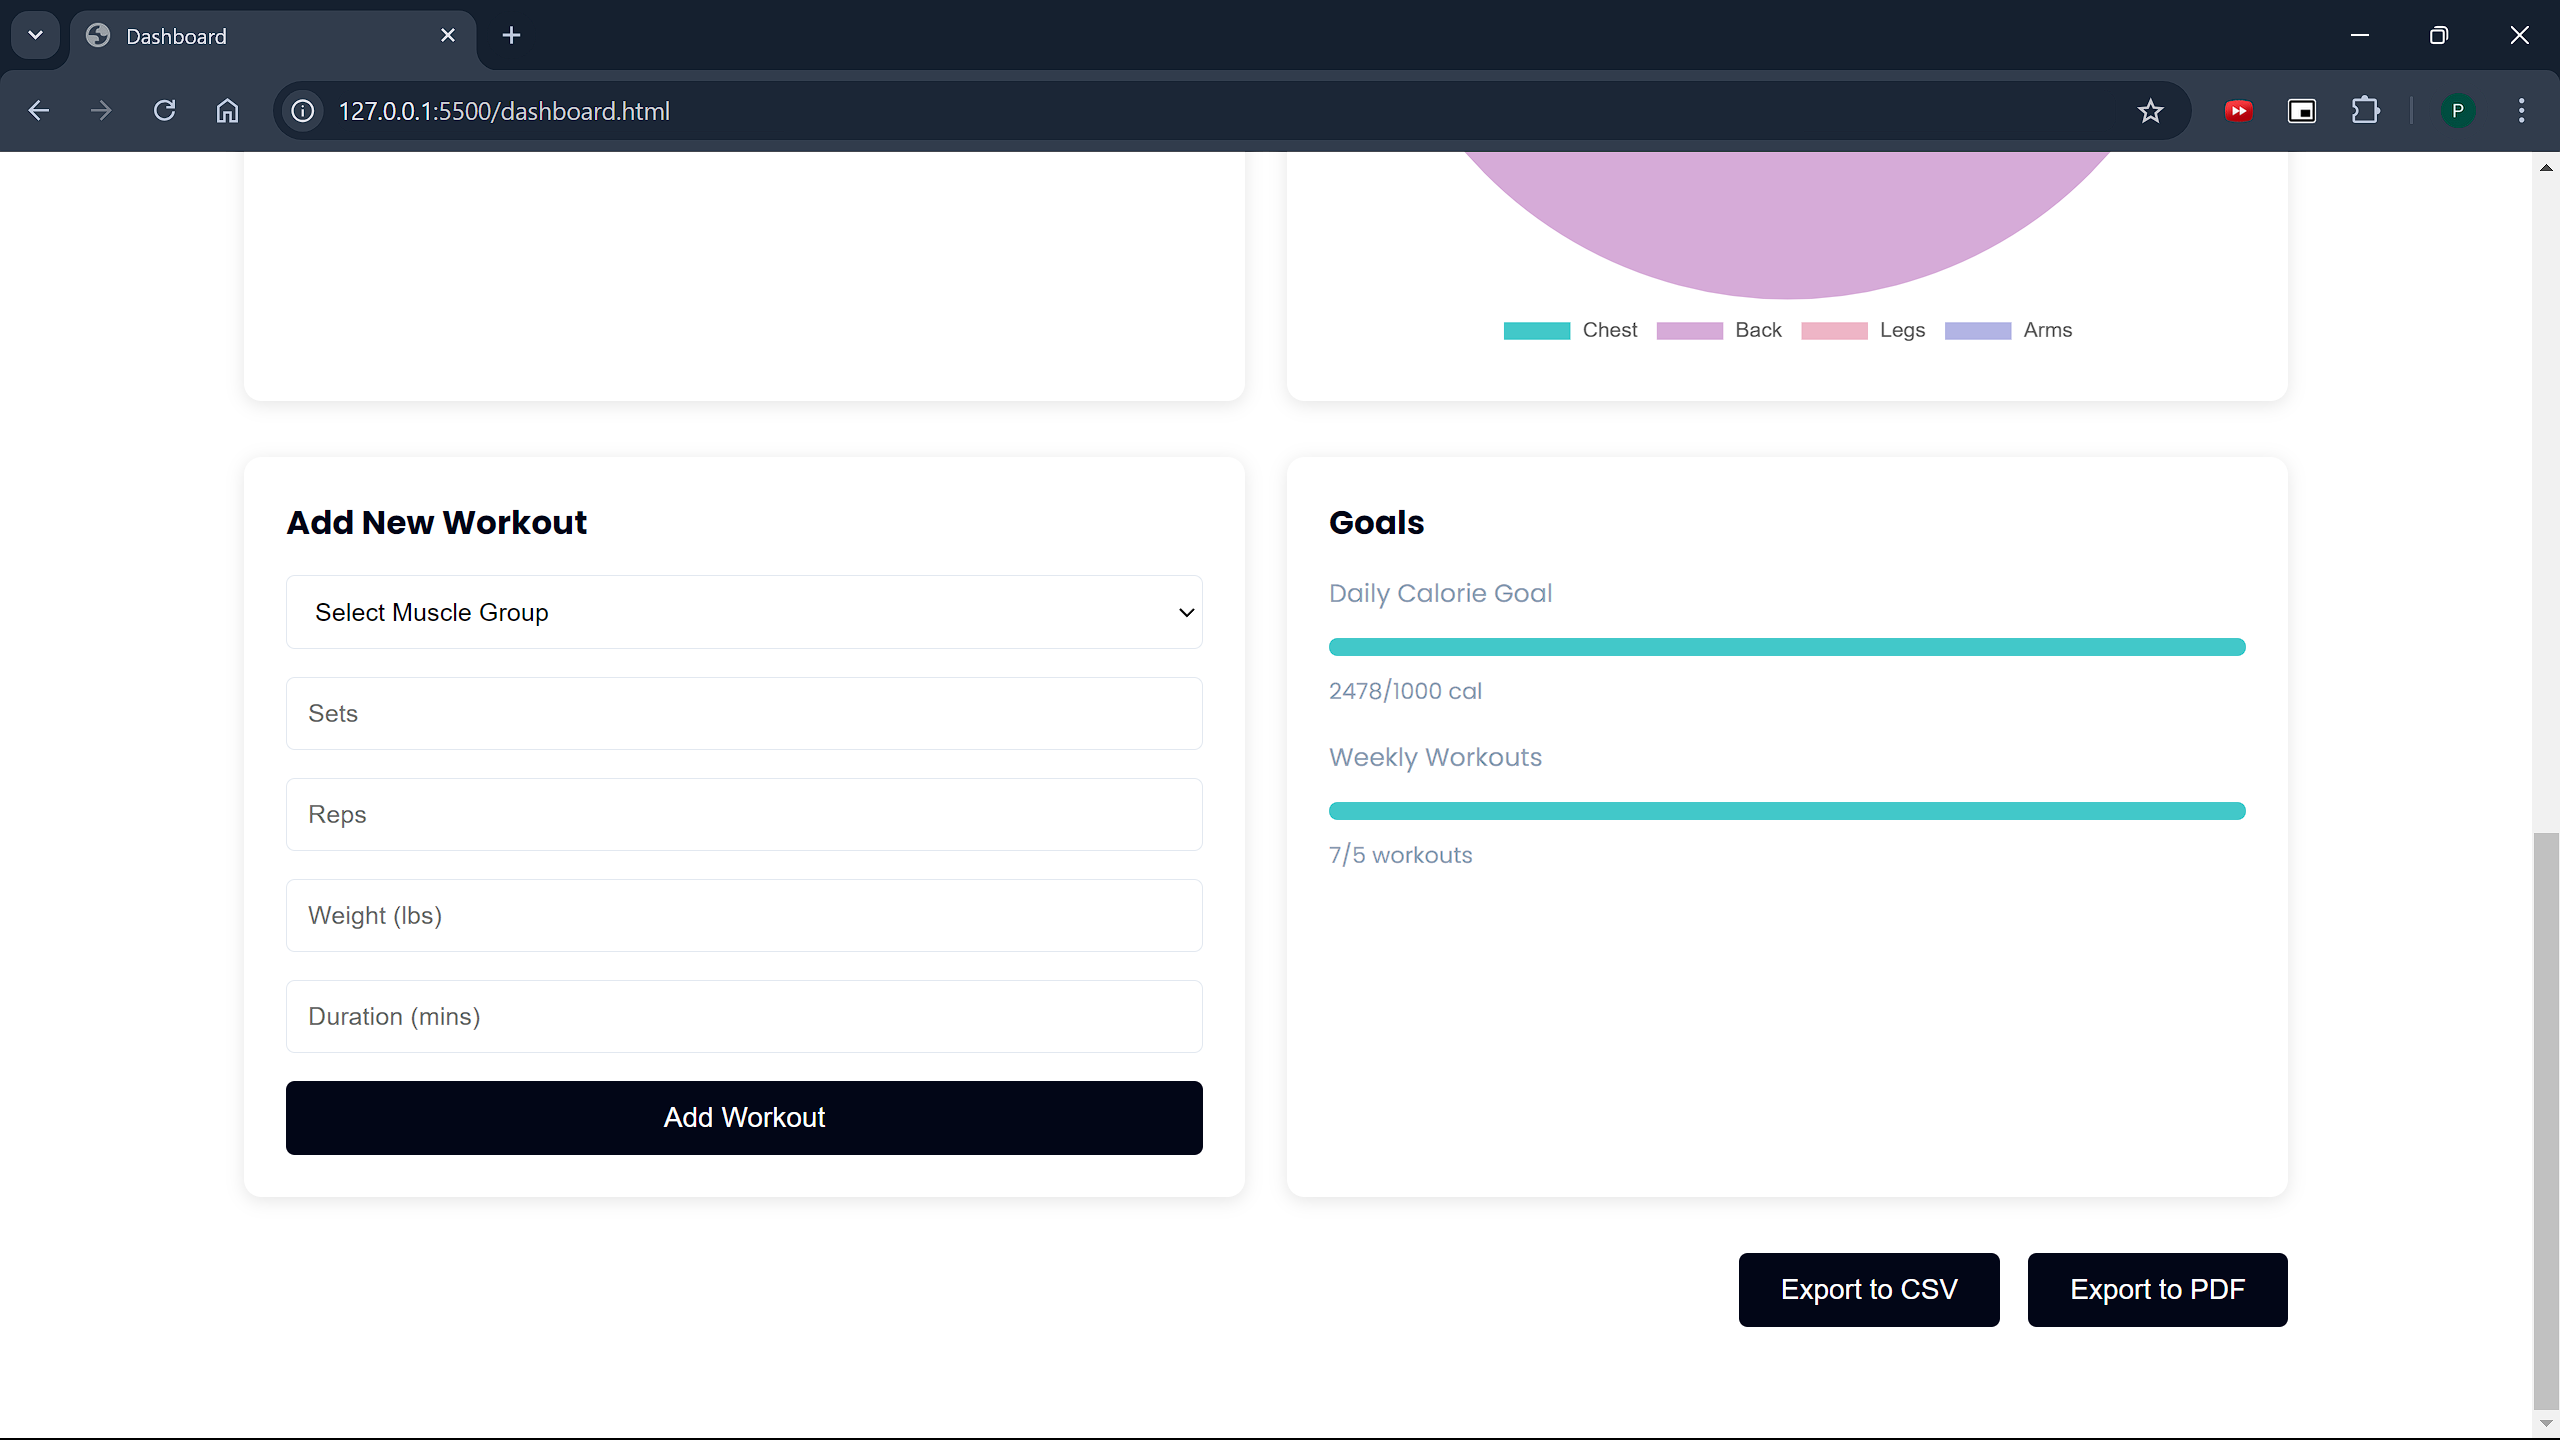 Dashboard
127.0.0.1:5500/dashboard.html
P
Chest Back Legs Arms
Add New Workout
Select Muscle Group
Sets
Reps
Weight (lbs)
Duration (mins)
Add Workout
Goals
Daily Calorie Goal
2478/1000 cal
Weekly Workouts
7/5 workouts
Export to CSV Export to PDF